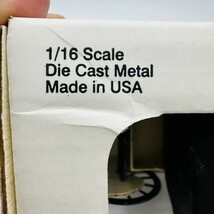 1/16 Scale
Die Cast Metal
Made in USA